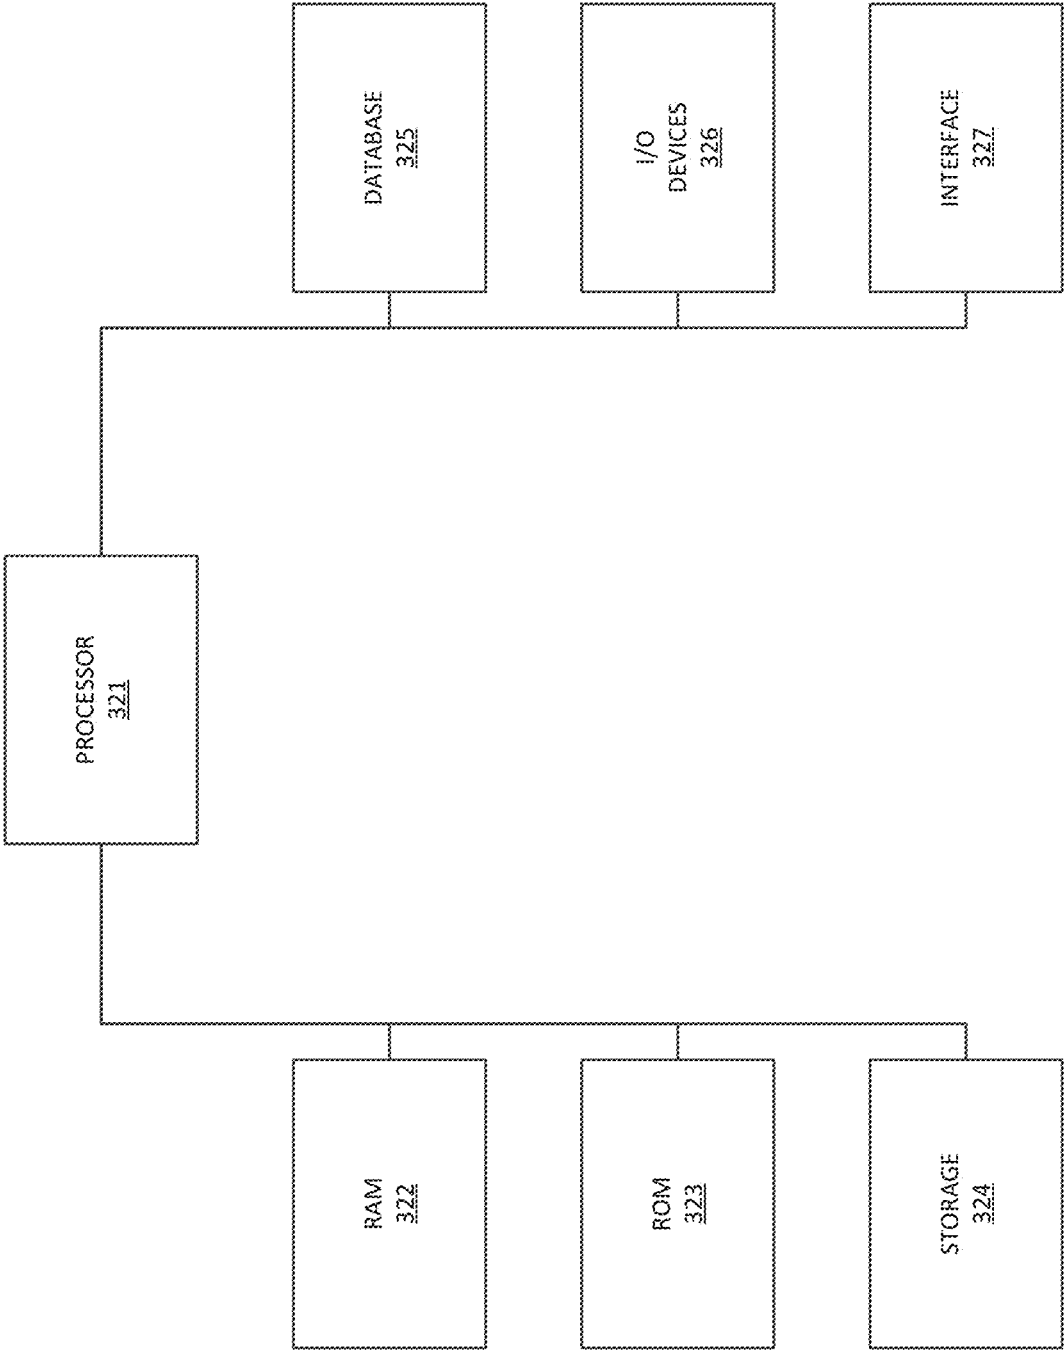 PROCESSOR
321
RAM
322
DATABASE
325
ROM
323
I/O
DEVICES
326
STORAGE
324
INTERFACE
327